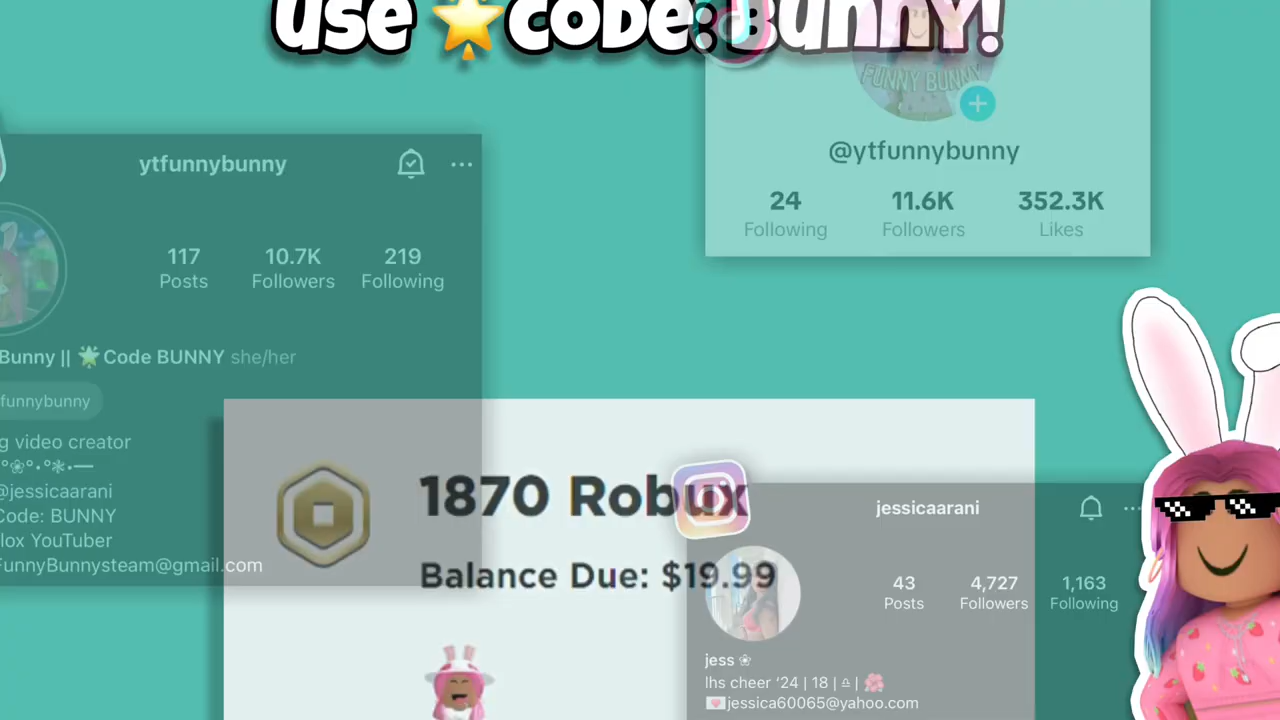 use 🌟code: Bunny!
FUNNY BUNNY
@ytfunnybunny
24 11.6K 352.3K
Following Followers Likes
ytfunnybunny
117 10.7K 219
Posts Followers Following
Bunny || 🌟Code BUNNY she/her
funnybunny
g video creator
@jessicaarani
Code: BUNNY
lox YouTuber
FunnyBunnysteam@gmail.com
1870 Robux
Balance Due: $19.99
jessicaarani
43 4,727 1,163
Posts Followers Following
jess ❀
lhs cheer ‘24 | 18 | ♎︎ | 🌺
💌jessica60065@yahoo.com